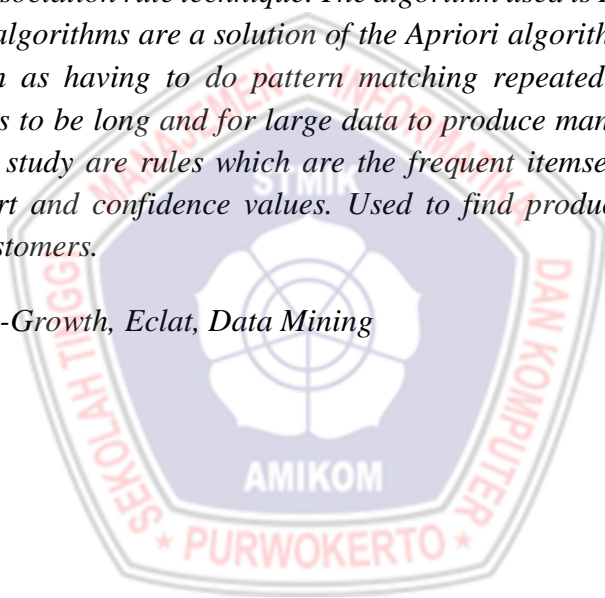 sociation rule technique. The algorithm used is
algorithms are a solution of the Apriori algorith
as having to do pattern matching repeated
s to be long and for large data to produce man
study are rules which are the frequent itemse
rt and confidence values. Used to find produc
stomers.
-Growth, Eclat, Data Mining
SEKOLAH TINGGI MANAJEMEN INFORMATIKA DAN KOMPUTER
STMIK
AMIKOM
* PURWOKERTO *